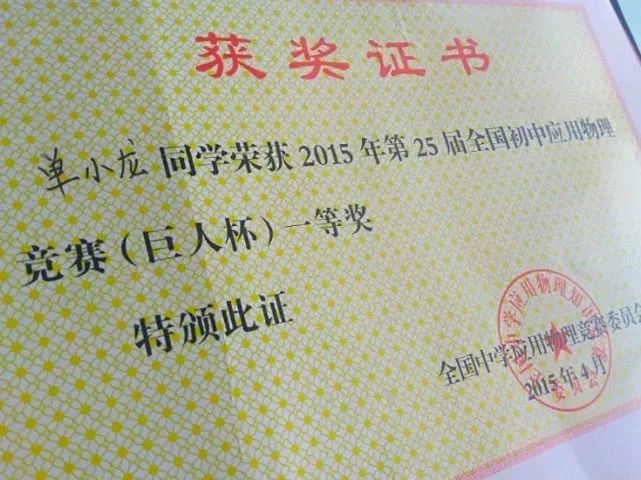 获奖证书
单小龙 同学荣获 2015 年第 25 届全国初中应用物理
竞赛（巨人杯）一等奖
特颁此证
全国中学应用物理竞赛委员会
2015 年 4 月